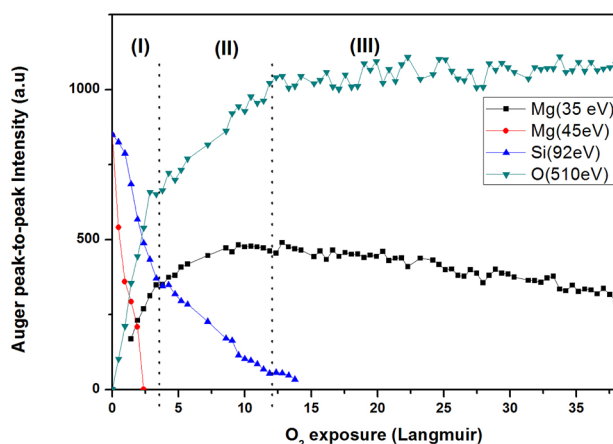 (I) (II) (III)
1000
500
0
Auger peak-to-peak Intensity (a.u)
Mg(35 eV)
Mg(45eV)
Si(92eV)
O(510eV)
0 5 10 15 20 25 30 35
O₂ exposure (Langmuir)